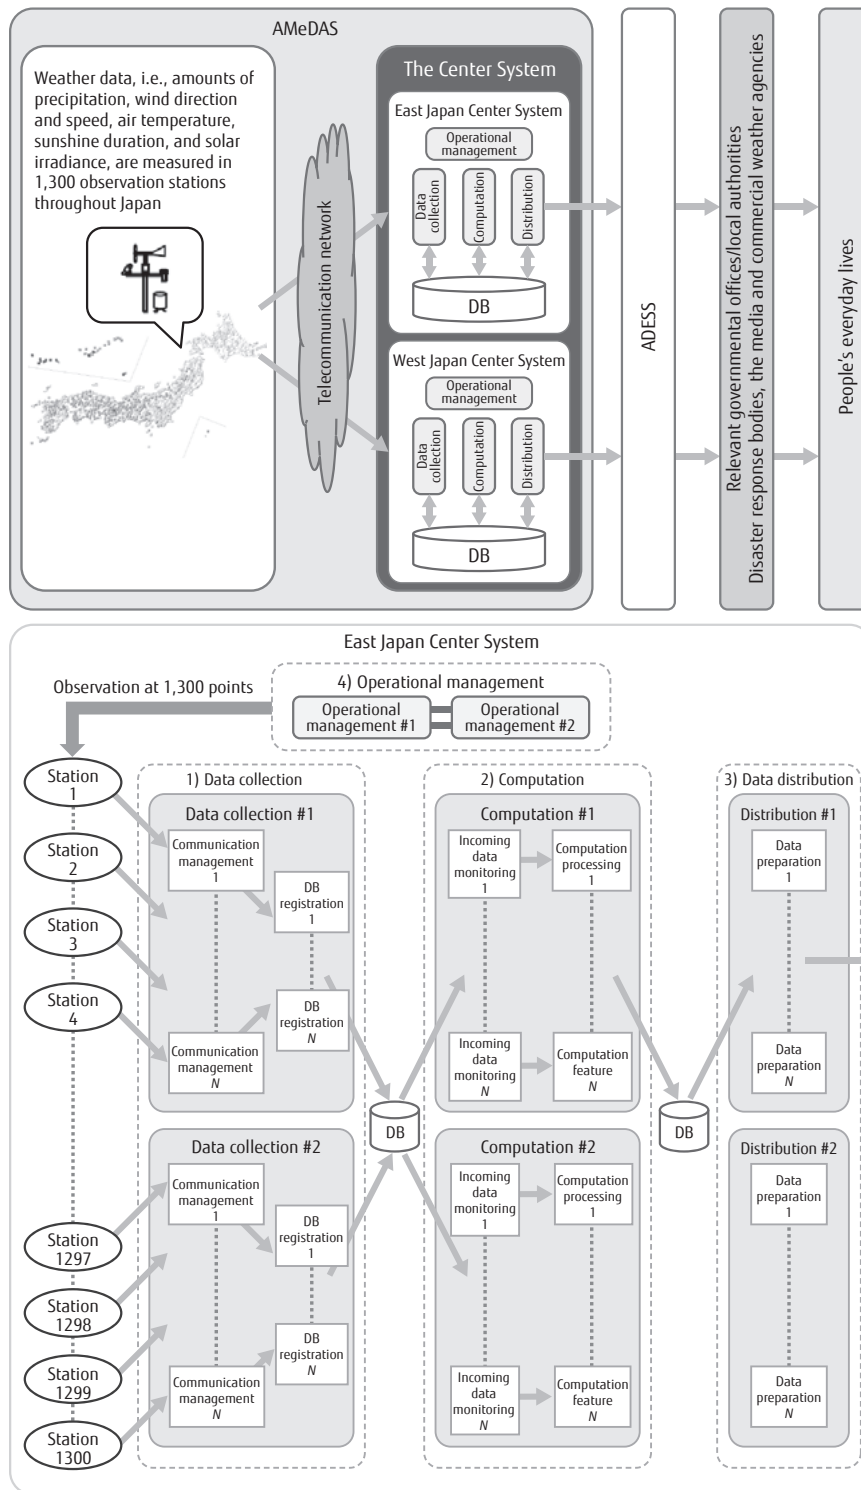 AMeDAS
Weather data, i.e., amounts of
precipitation, wind direction
and speed, air temperature,
sunshine duration, and solar
irradiance, are measured in
1,300 observation stations
throughout Japan
Telecommunication network
The Center System
East Japan Center System
Operational
management
Data
collection
Computation
Distribution
DB
West Japan Center System
Operational
management
Data
collection
Computation
Distribution
DB
ADESS
Relevant governmental offices/local authorities
Disaster response bodies, the media and commercial weather agencies
People's everyday lives
East Japan Center System
Observation at 1,300 points
4) Operational management
Operational
management #1
Operational
management #2
Station
1
Station
2
Station
3
Station
4
Station
1297
Station
1298
Station
1299
Station
1300
1) Data collection
Data collection #1
Communication
management
1
DB
registration
1
DB
registration
N
Communication
management
N
Data collection #2
Communication
management
1
DB
registration
1
DB
registration
N
Communication
management
N
DB
2) Computation
Computation #1
Incoming
data
monitoring
1
Computation
processing
1
Incoming
data
monitoring
N
Computation
feature
N
Computation #2
Incoming
data
monitoring
1
Computation
processing
1
Incoming
data
monitoring
N
Computation
feature
N
DB
3) Data distribution
Distribution #1
Data
preparation
1
Data
preparation
N
Distribution #2
Data
preparation
1
Data
preparation
N